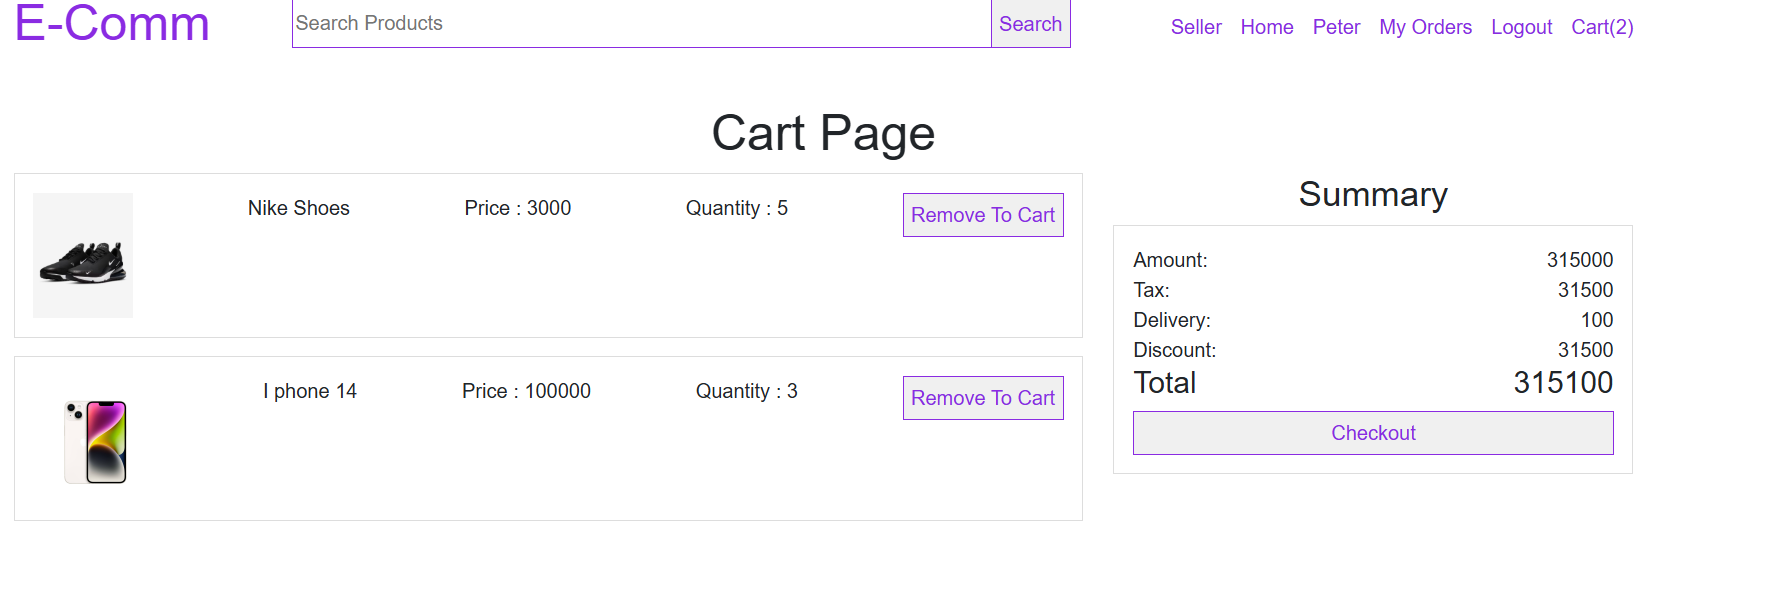 E-Comm
Search Products
Search
Seller Home Peter My Orders Logout Cart(2)
Cart Page
Nike Shoes Price : 3000 Quantity : 5 Remove To Cart
I phone 14 Price : 100000 Quantity : 3 Remove To Cart
Summary
Amount: 315000
Tax: 31500
Delivery: 100
Discount: 31500
Total 315100
Checkout